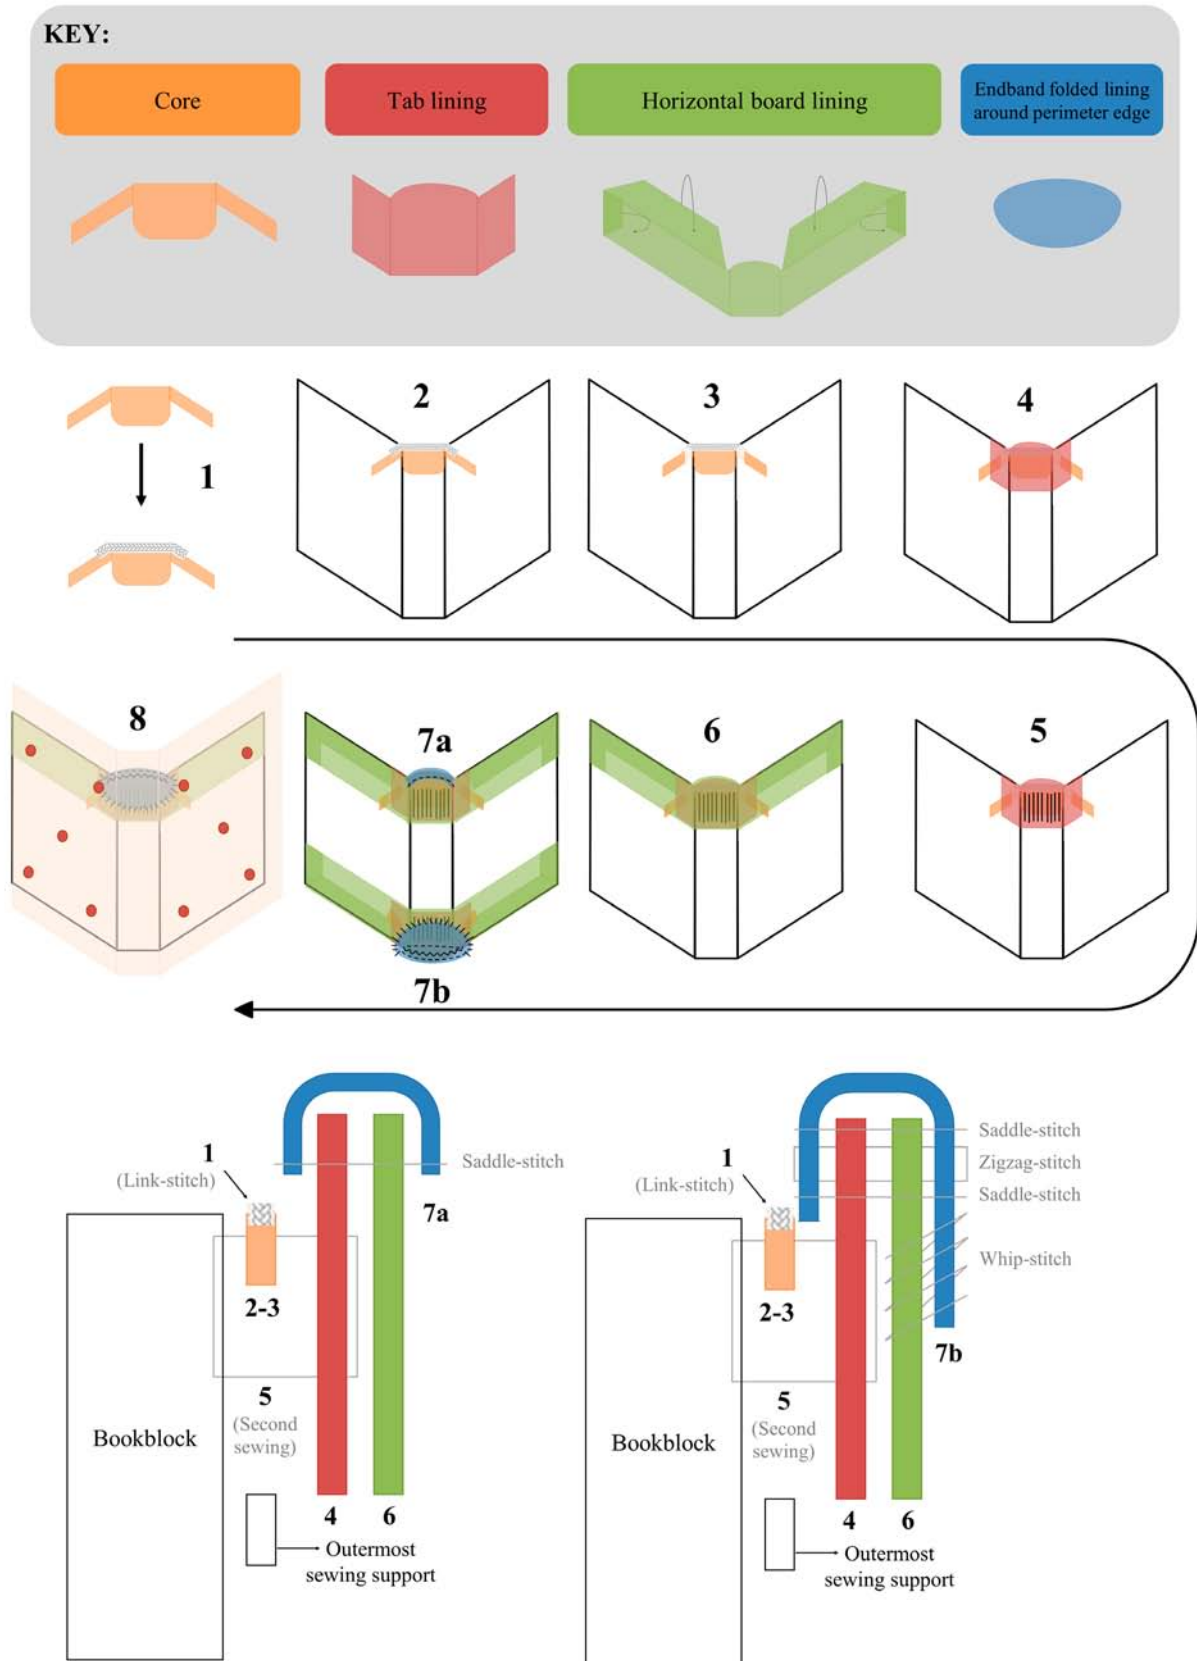 KEY:
Core
Tab lining
Horizontal board lining
Endband folded lining
around perimeter edge
1
2
3
4
8
7a
6
5
7b
1
(Link-stitch)
Saddle-stitch
7a
2-3
5
(Second
sewing)
Bookblock
4
6
Outermost
sewing support
Saddle-stitch
Zigzag-stitch
Saddle-stitch
1
(Link-stitch)
Whip-stitch
2-3
7b
5
(Second
sewing)
Bookblock
4
6
Outermost
sewing support